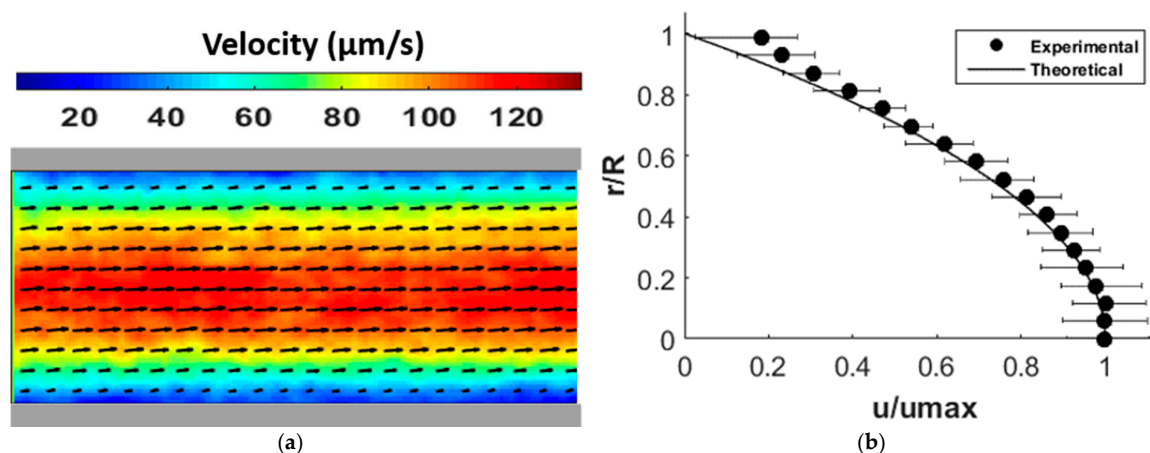 Velocity (μm/s)
20 40 60 80 100 120
(a)
Experimental
Theoretical
r/R
1
0.8
0.6
0.4
0.2
0
0 0.2 0.4 0.6 0.8 1
u/umax
(b)